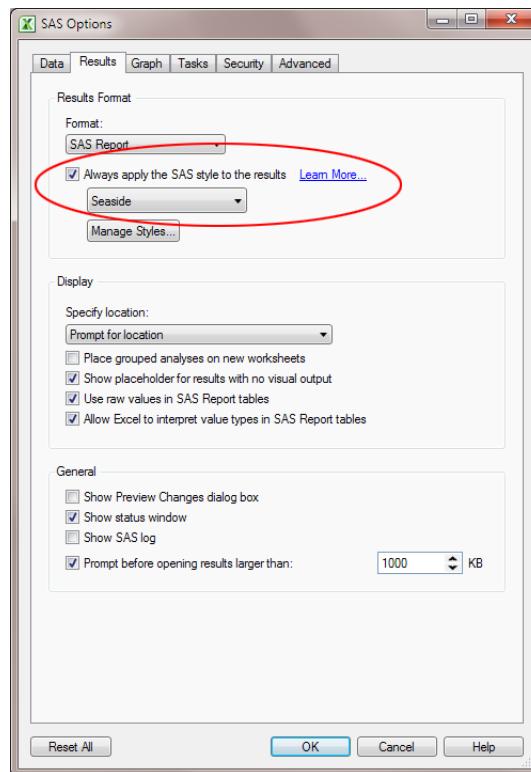 SAS Options
Data Results Graph Tasks Security Advanced
Results Format
Format:
SAS Report
Always apply the SAS style to the results Learn More...
Seaside
Manage Styles...
Display
Specify location:
Prompt for location
Place grouped analyses on new worksheets
Show placeholder for results with no visual output
Use raw values in SAS Report tables
Allow Excel to interpret value types in SAS Report tables
General
Show Preview Changes dialog box
Show status window
Show SAS log
Prompt before opening results larger than: 1000 KB
Reset All OK Cancel Help